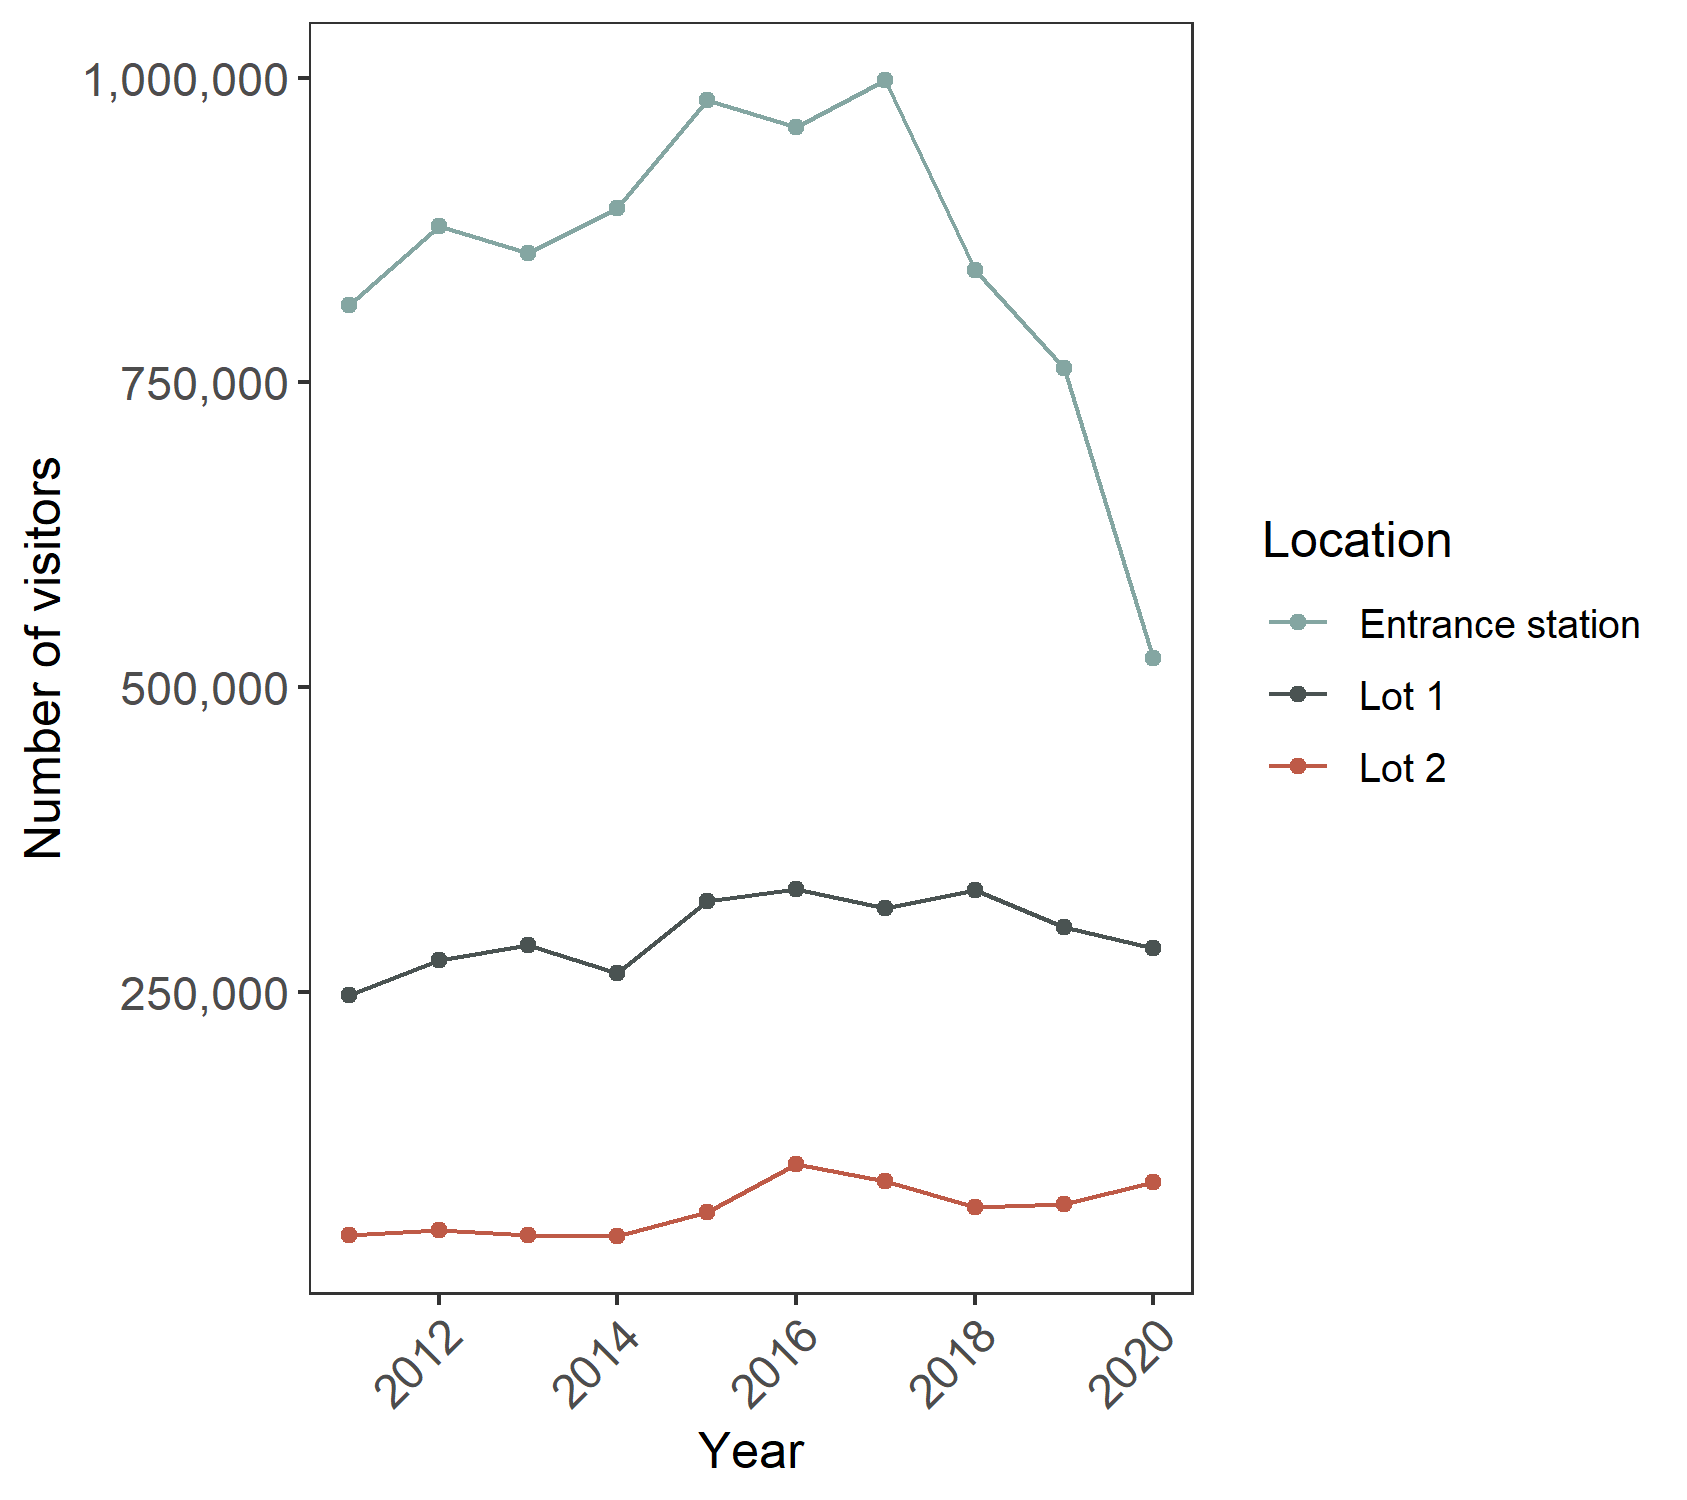 1,000,000
750,000
500,000
250,000
Number of visitors
2012
2014
2016
2018
2020
Year
Location
Entrance station
Lot 1
Lot 2